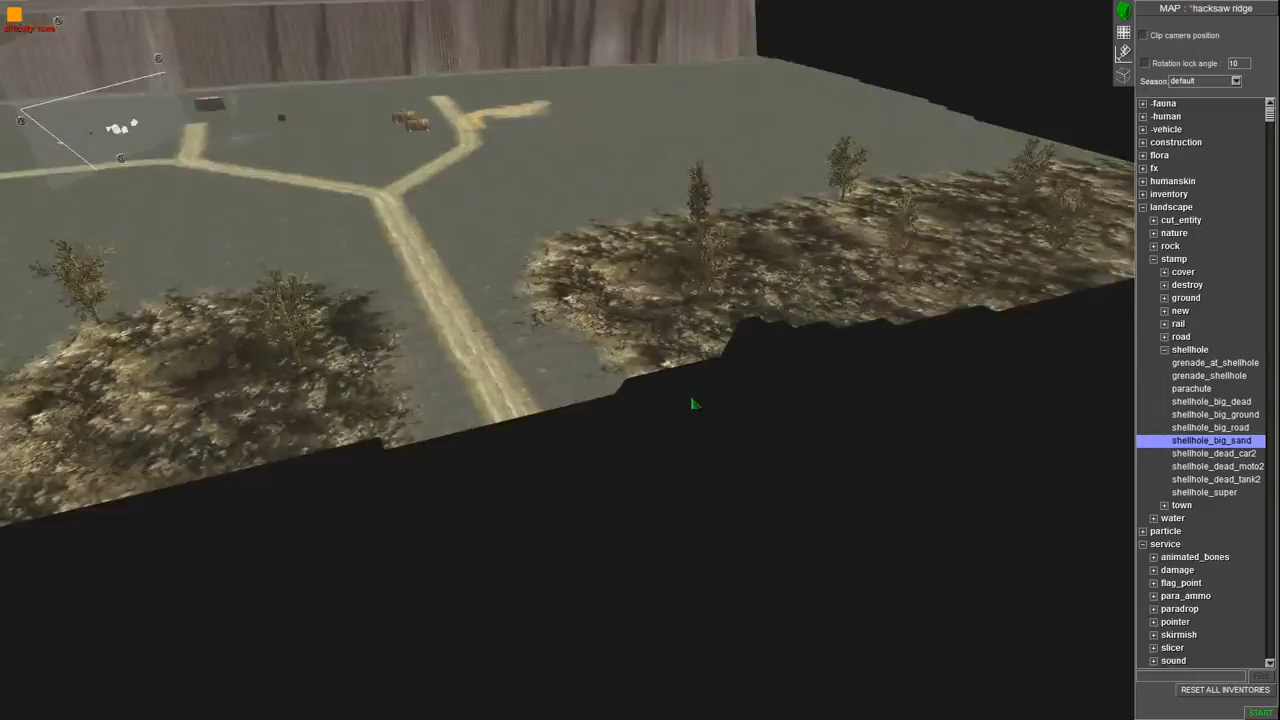 MAP : *hacksaw ridge
difficulty: none
Clip camera position
Rotation lock angle : 10
Season: default
-fauna
-human
-vehicle
construction
flora
fx
humanskin
inventory
landscape
cut_entity
nature
rock
stamp
cover
destroy
ground
new
rail
road
shellhole
grenade_at_shellhole
grenade_shellhole
parachute
shellhole_big_dead
shellhole_big_ground
shellhole_big_road
shellhole_big_sand
shellhole_dead_car2
shellhole_dead_moto2
shellhole_dead_tank2
shellhole_super
town
water
particle
service
animated_bones
damage
flag_point
para_ammo
paradrop
pointer
skirmish
slicer
sound
Find
RESET ALL INVENTORIES
START